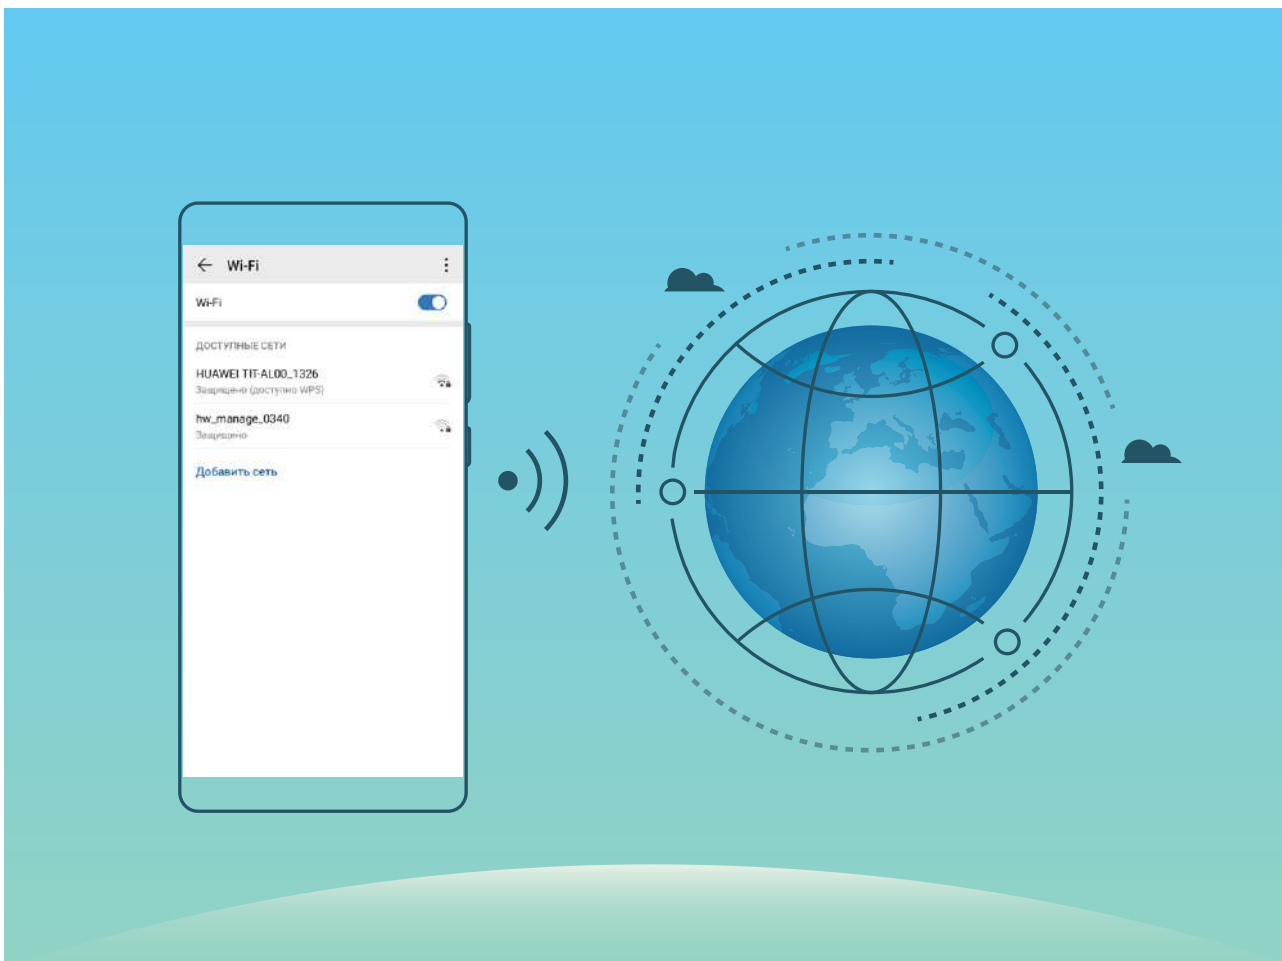 Wi-Fi
Wi-Fi
ДОСТУПНЫЕ СЕТИ
HUAWEI TIT-AL00_1326
Защищено (доступно WPS)
hw_manage_0340
Защищено
Добавить сеть